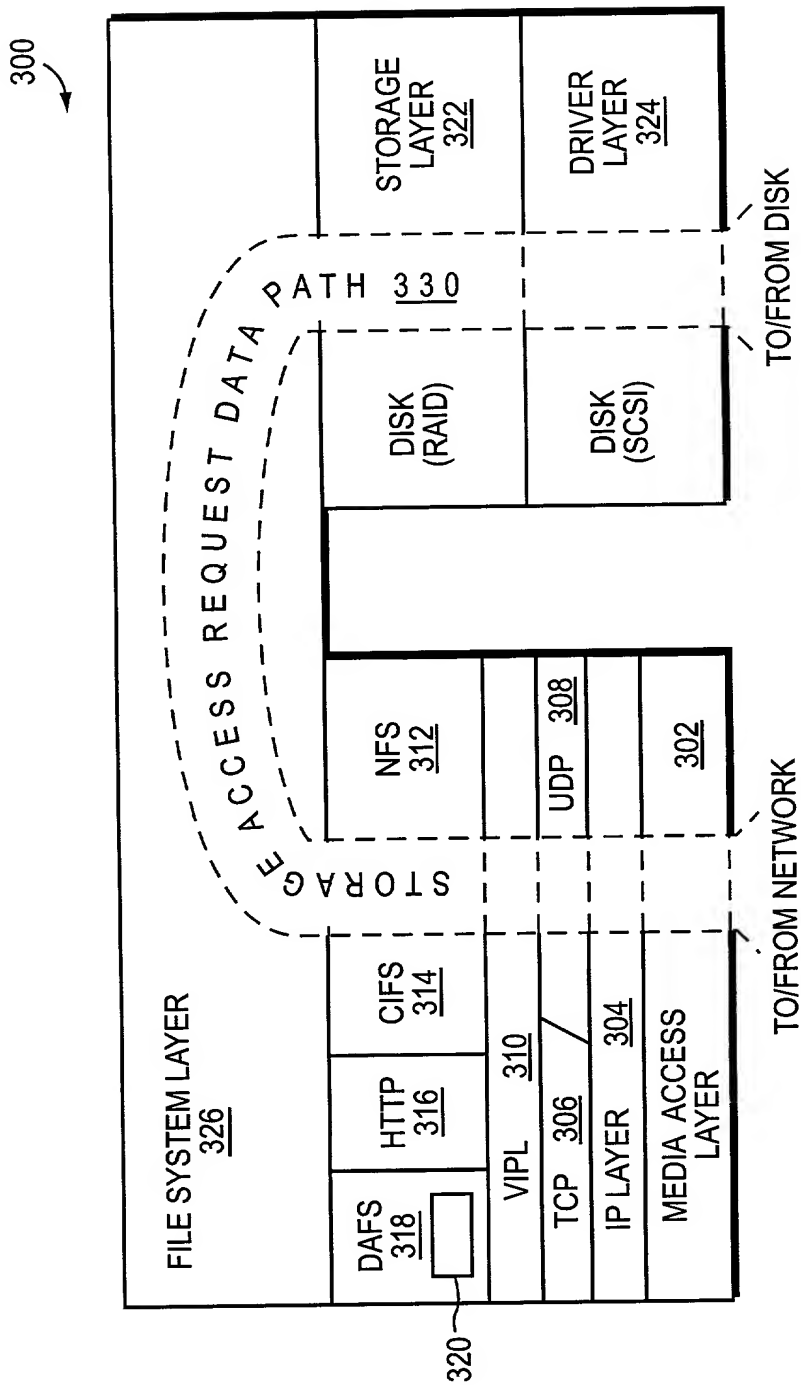 300
FILE SYSTEM LAYER
326
STORAGE ACCESS REQUEST DATA PATH 330
DAFS
318
320
HTTP
316
CIFS
314
NFS
312
VIPL 310
TCP 306
UDP 308
IP LAYER 304
MEDIA ACCESS
LAYER
302
TO/FROM NETWORK
DISK
(RAID)
STORAGE
LAYER
322
DISK
(SCSI)
DRIVER
LAYER
324
TO/FROM DISK